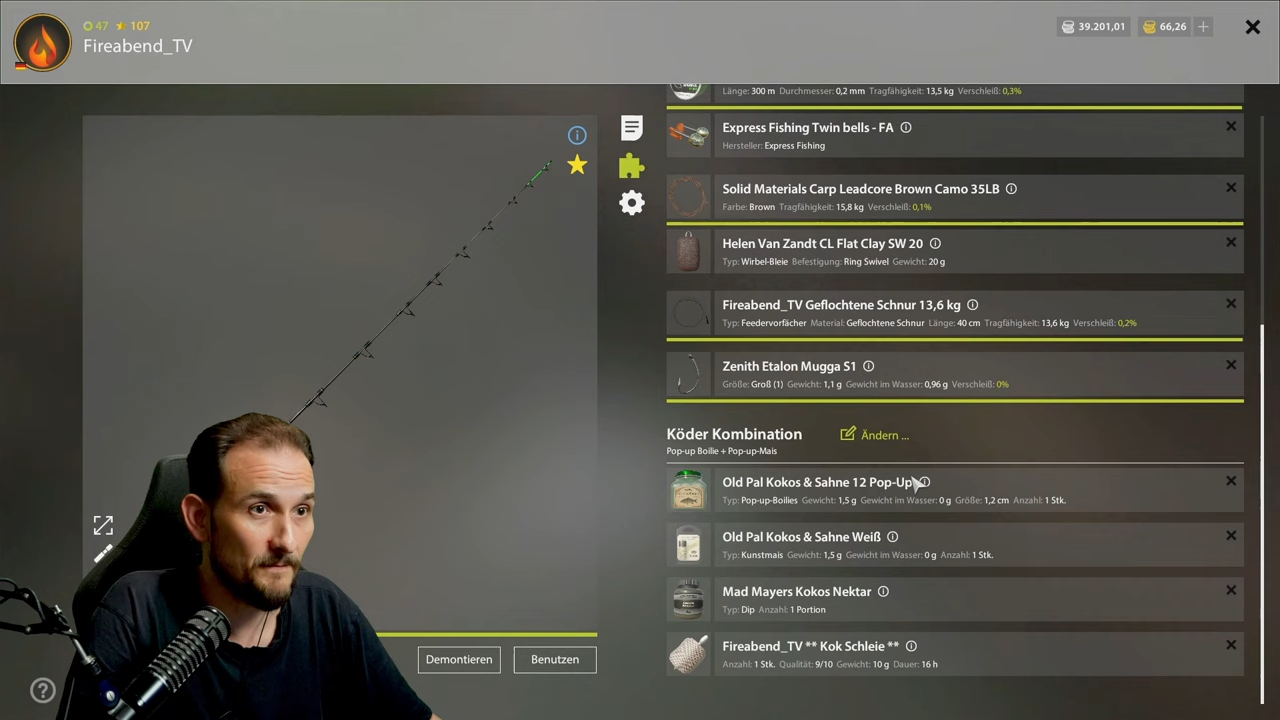 47 107
Fireabend_TV
39.201,01 66,26
Länge: 300 m Durchmesser: 0,2 mm Tragfähigkeit: 13,5 kg Verschleiß: 0,3%
Express Fishing Twin bells - FA
Hersteller: Express Fishing
Solid Materials Carp Leadcore Brown Camo 35LB
Farbe: Brown Tragfähigkeit: 15,8 kg Verschleiß: 0,1%
Helen Van Zandt CL Flat Clay SW 20
Typ: Wirbel-Bleie Befestigung: Ring Swivel Gewicht: 20 g
Fireabend_TV Geflochtene Schnur 13,6 kg
Typ: Feedervorfächer Material: Geflochtene Schnur Länge: 40 cm Tragfähigkeit: 13,6 kg Verschleiß: 0,2%
Zenith Etalon Mugga S1
Größe: Groß (1) Gewicht: 1,1 g Gewicht im Wasser: 0,96 g Verschleiß: 0%
Köder Kombination Ändern ...
Pop-up Boilie + Pop-up-Mais
Old Pal Kokos & Sahne 12 Pop-Up
Typ: Pop-up-Boilies Gewicht: 1,5 g Gewicht im Wasser: 0 g Größe: 1,2 cm Anzahl: 1 Stk.
Old Pal Kokos & Sahne Weiß
Typ: Kunstmais Gewicht: 1,5 g Gewicht im Wasser: 0 g Anzahl: 1 Stk.
Mad Mayers Kokos Nektar
Typ: Dip Anzahl: 1 Portion
Fireabend_TV ** Kok Schleie **
Anzahl: 1 Stk. Qualität: 9/10 Gewicht: 10 g Dauer: 16 h
Demontieren Benutzen